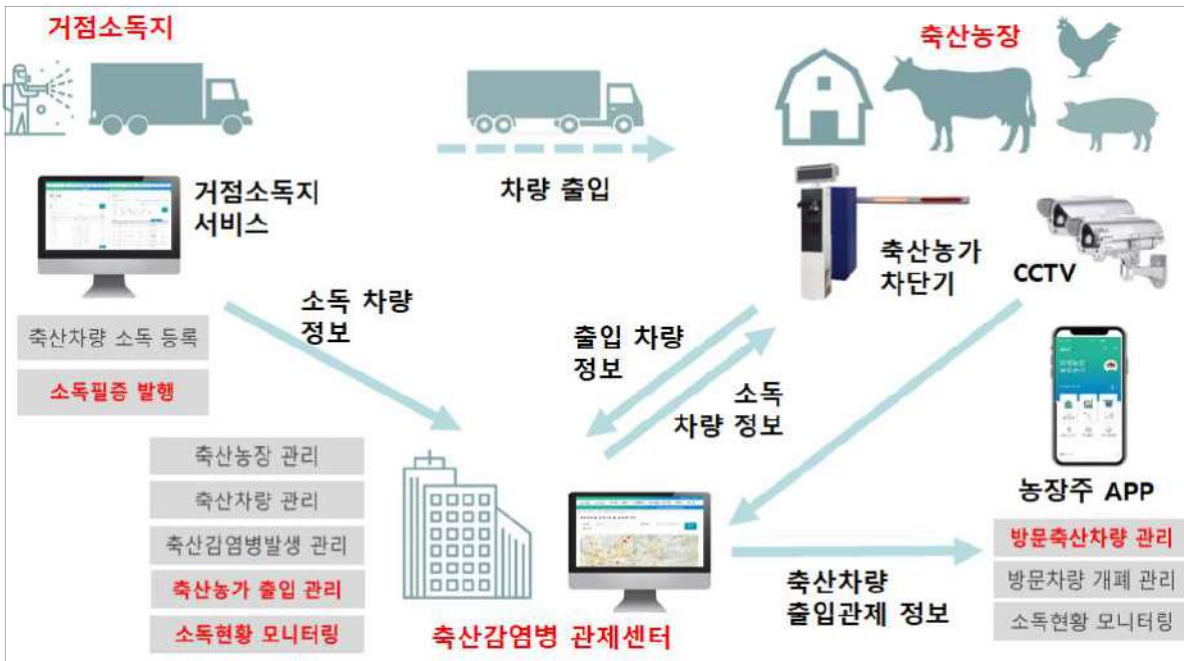 거점소독지
축산농장
차량 출입
거점소독지
서비스
축산농가
차단기
CCTV
소독 차량
정보
축산차량 소독 등록
소독필증 발행
출입 차량
정보
소독
차량 정보
축산농장 관리
축산차량 관리
축산감염병발생 관리
축산농가 출입 관리
소독현황 모니터링
축산감염병 관제센터
축산차량
출입관제 정보
농장주 APP
방문축산차량 관리
방문차량 개폐 관리
소독현황 모니터링